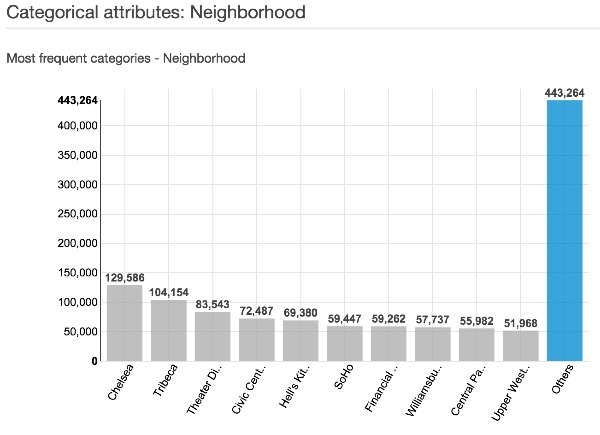 Categorical attributes: Neighborhood
Most frequent categories - Neighborhood
443,264
400,000
350,000
300,000
250,000
200,000
150,000
100,000
50,000
0
129,586
104,154
83,543
72,487
69,380
59,447
59,262
57,737
55,982
51,968
443,264
Chelsea
Tribeca
Theater Di..
Civic Cent..
Hell's Kit..
SoHo
Financial ..
Williamsbu..
Central Pa..
Upper West..
Others